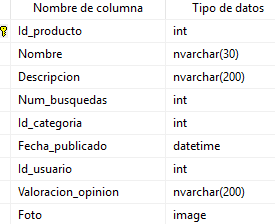 Nombre de columna Tipo de datos
Id_producto int
Nombre nvarchar(30)
Descripcion nvarchar(200)
Num_busquedas int
Id_categoria int
Fecha_publicado datetime
Id_usuario int
Valoracion_opinion nvarchar(200)
Foto image